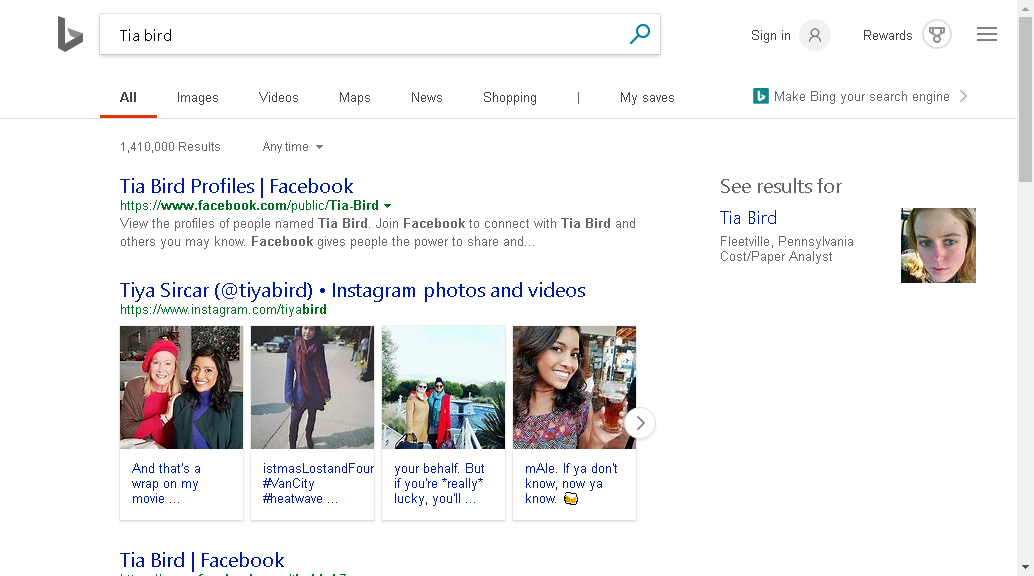 Tia bird
Sign in
Rewards
All
Images
Videos
Maps
News
Shopping
|
My saves
Make Bing your search engine
1,410,000 Results
Any time
Tia Bird Profiles | Facebook
https://www.facebook.com/public/Tia-Bird
View the profiles of people named Tia Bird. Join Facebook to connect with Tia Bird and
others you may know. Facebook gives people the power to share and...
Tiya Sircar (@tiyabird) • Instagram photos and videos
https://www.instagram.com/tiyabird
And that's a
wrap on my
movie ...
istmasLostandFour
#VanCity
#heatwave ...
your behalf. But
if you're *really*
lucky, you'll ...
mAle. If ya don't
know, now ya
know. 🍻
Tia Bird | Facebook
See results for
Tia Bird
Fleetville, Pennsylvania
Cost/Paper Analyst